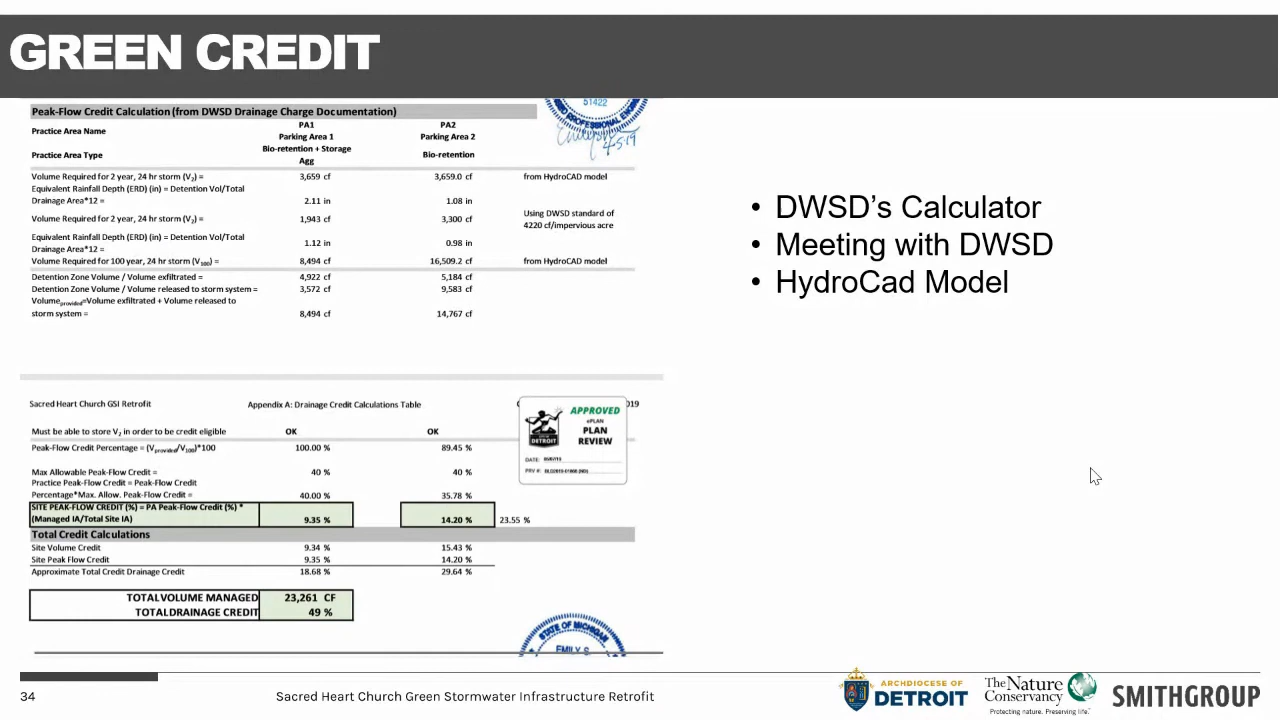 GREEN CREDIT
Peak-Flow Credit Calculation (from DWSD Drainage Charge Documentation)
51422
PA1 PA2
Practice Area Name Parking Area 1 Parking Area 2
4-5-19
Practice Area Type Bio-retention + Storage Agg Bio-retention
Volume Required for 2 year, 24 hr storm (V₂) = 3,659 cf 3,659.0 cf from HydroCAD model
Equivalent Rainfall Depth (ERD) (in) = Detention Vol/Total
Drainage Area*12 = 2.11 in 1.08 in
Volume Required for 2 year, 24 hr storm (V₂) = 1,943 cf 3,300 cf Using DWSD standard of 4220 cf/impervious acre
Equivalent Rainfall Depth (ERD) (in) = Detention Vol/Total
Drainage Area*12 = 1.12 in 0.98 in
Volume Required for 100 year, 24 hr storm (V₁₀₀) = 8,494 cf 16,509.2 cf from HydroCAD model
Detention Zone Volume / Volume exfiltrated = 4,922 cf 5,184 cf
Detention Zone Volume / Volume released to storm system = 3,572 cf 9,583 cf
Volumeprovided=Volume exfiltrated + Volume released to
storm system = 8,494 cf 14,767 cf
• DWSD's Calculator
• Meeting with DWSD
• HydroCad Model
Sacred Heart Church GSI Retrofit Appendix A: Drainage Credit Calculations Table
APPROVED
ePLAN
PLAN
REVIEW
DETROIT
DATE:
PRV #:
Must be able to store V₂ in order to be credit eligible OK OK
Peak-Flow Credit Percentage = (Vprovided/V₁₀₀)*100 100.00 % 89.45 %
Max Allowable Peak-Flow Credit = 40 % 40 %
Practice Peak-Flow Credit = Peak-Flow Credit
Percentage*Max. Allow. Peak-Flow Credit = 40.00 % 35.78 %
SITE PEAK-FLOW CREDIT (%) = PA Peak-Flow Credit (%) *
(Managed IA/Total Site IA) 9.35 % 14.20 % 23.55 %
Total Credit Calculations
Site Volume Credit 9.34 % 15.43 %
Site Peak Flow Credit 9.35 % 14.20 %
Approximate Total Credit Drainage Credit 18.68 % 29.64 %
TOTAL VOLUME MANAGED 23,261 CF
TOTAL DRAINAGE CREDIT 49 %
STATE OF MICHIGAN
EMILY S.
34
Sacred Heart Church Green Stormwater Infrastructure Retrofit
ARCHDIOCESE OF
DETROIT
The Nature
Conservancy
Protecting nature. Preserving life.
SMITHGROUP